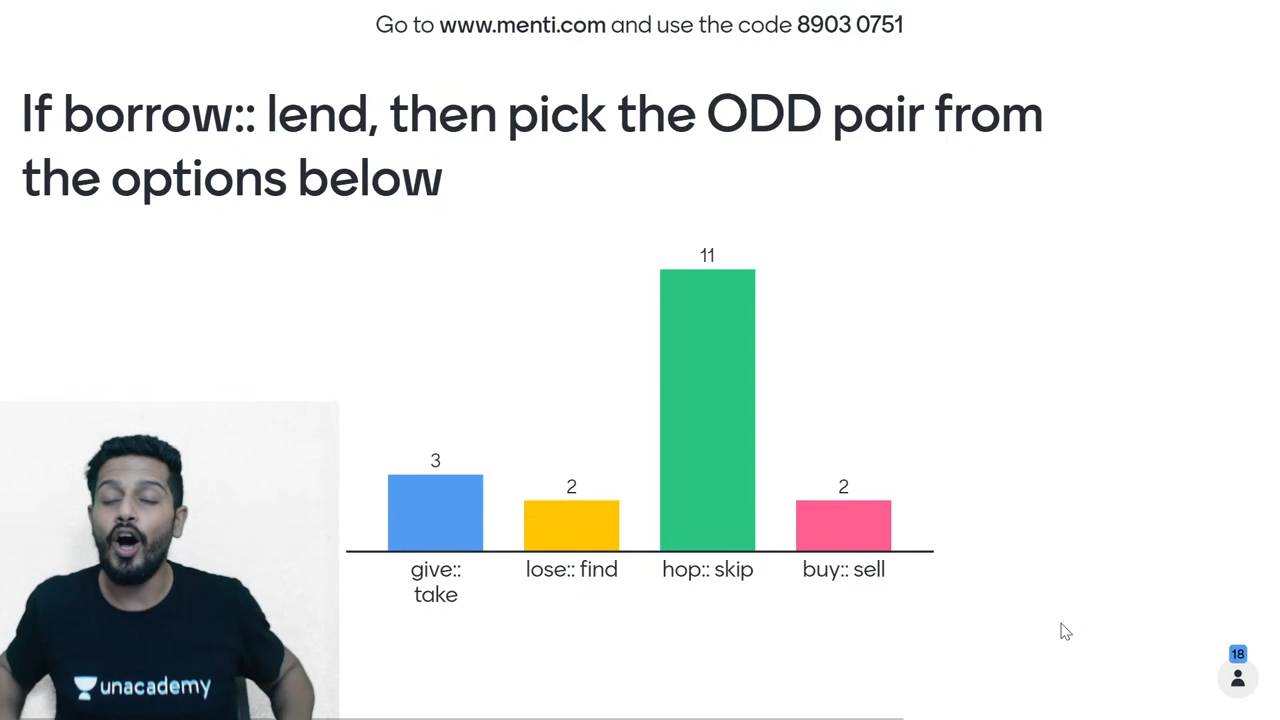 Go to www.menti.com and use the code 8903 0751
If borrow:: lend, then pick the ODD pair from
the options below
11
3
2
2
give::
take
lose:: find
hop:: skip
buy:: sell
18
unacademy